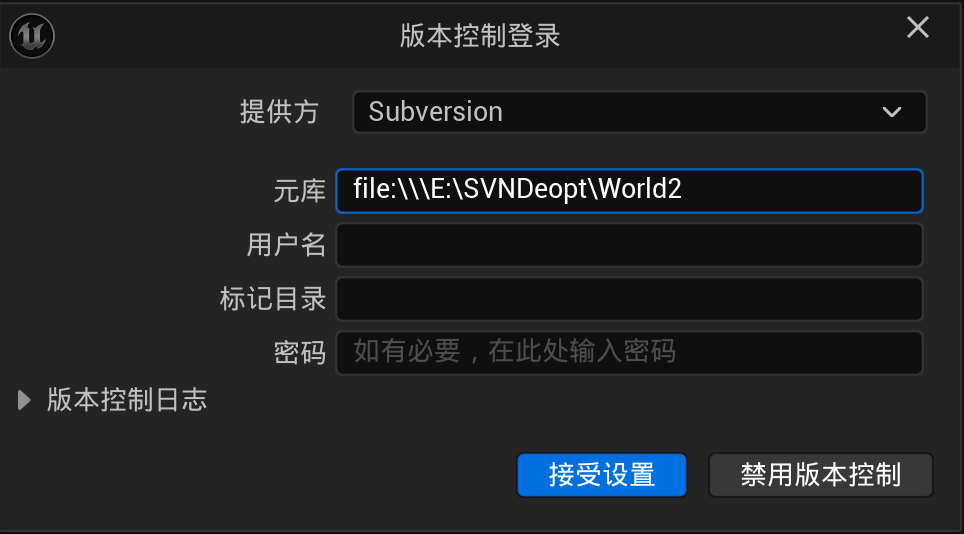 版本控制登录
提供方 Subversion
元库 file:\\\E:\SVNDeopt\World2
用户名
标记目录
密码 如有必要，在此处输入密码
版本控制日志
接受设置 禁用版本控制